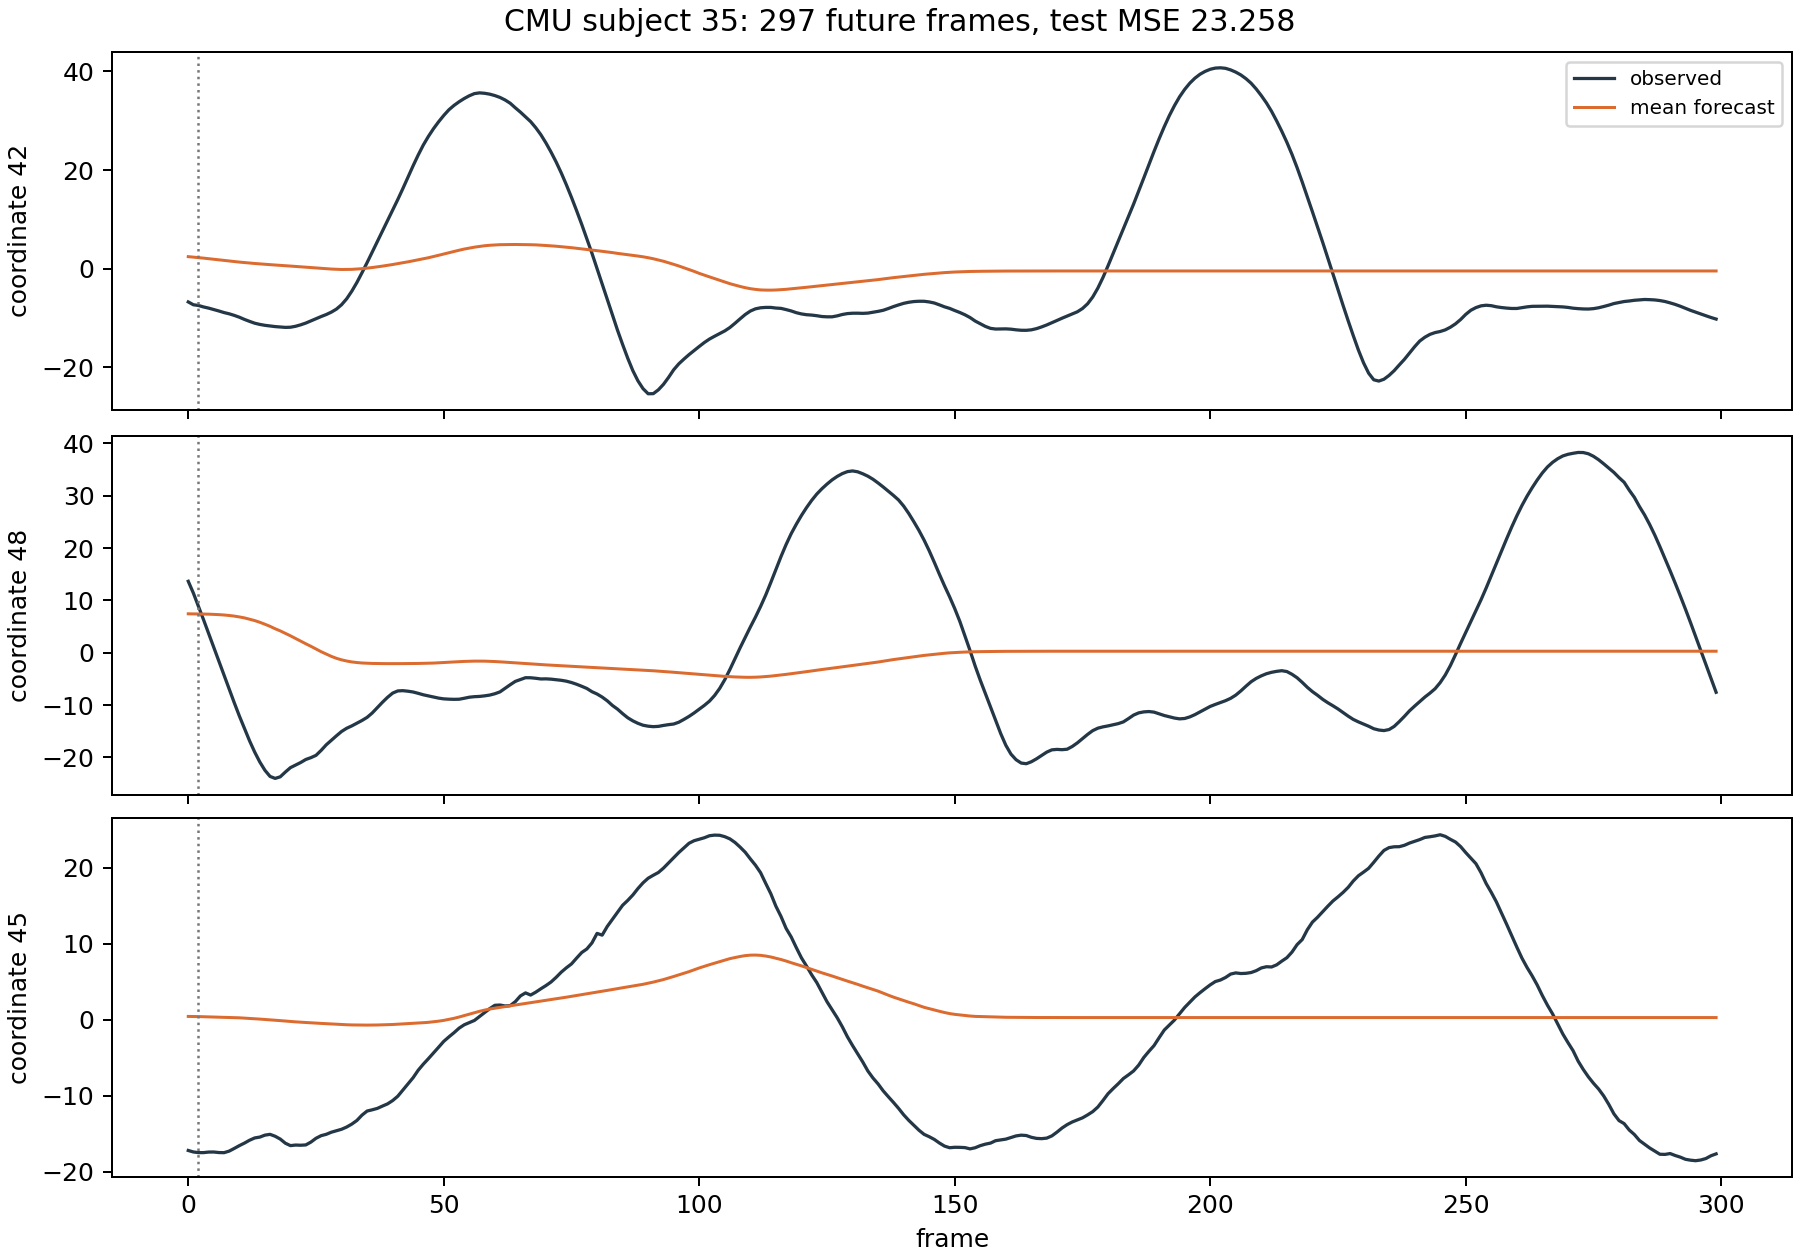 CMU subject 35: 297 future frames, test MSE 23.258
observed
mean forecast
coordinate 42
40
20
0
−20
coordinate 48
40
30
20
10
0
−10
−20
coordinate 45
20
10
0
−10
−20
0 50 100 150 200 250 300
frame